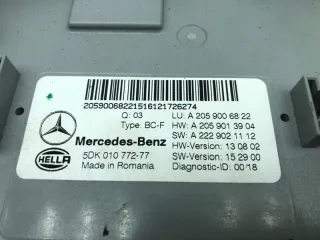 20590068221516121726274
Q: 03 LU: A 205 900 68 22
Type: BC-F HW: A 205 901 39 04
SW: A 222 902 11 12
Mercedes-Benz HW-Version: 13 08 02
HELLA 5DK 010 772-77 SW-Version: 15 29 00
Made in Romania Diagnostic-ID: 00 18